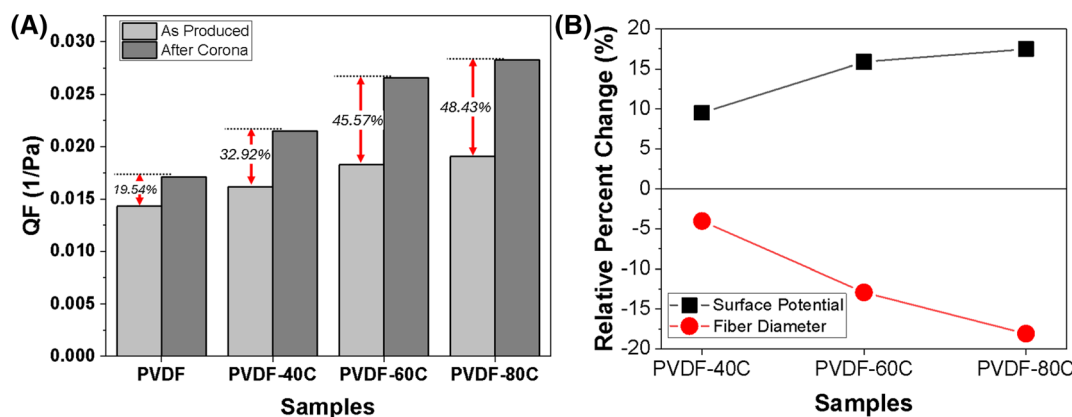 (A)
As Produced
After Corona
QF (1/Pa)
0.030
0.025
0.020
0.015
0.010
0.005
0.000
19.54%
32.92%
45.57%
48.43%
PVDF PVDF-40C PVDF-60C PVDF-80C
Samples
(B)
Relative Percent Change (%)
20
15
10
5
0
-5
-10
-15
-20
Surface Potential
Fiber Diameter
PVDF-40C PVDF-60C PVDF-80C
Samples